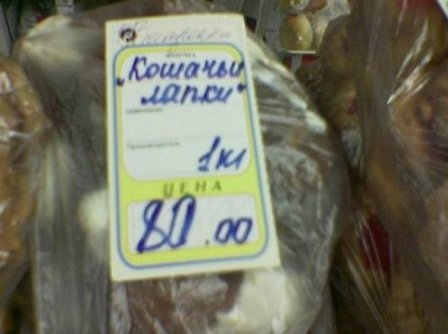 "Кошачьи
лапки"
1кг
ЦЕНА
80.00